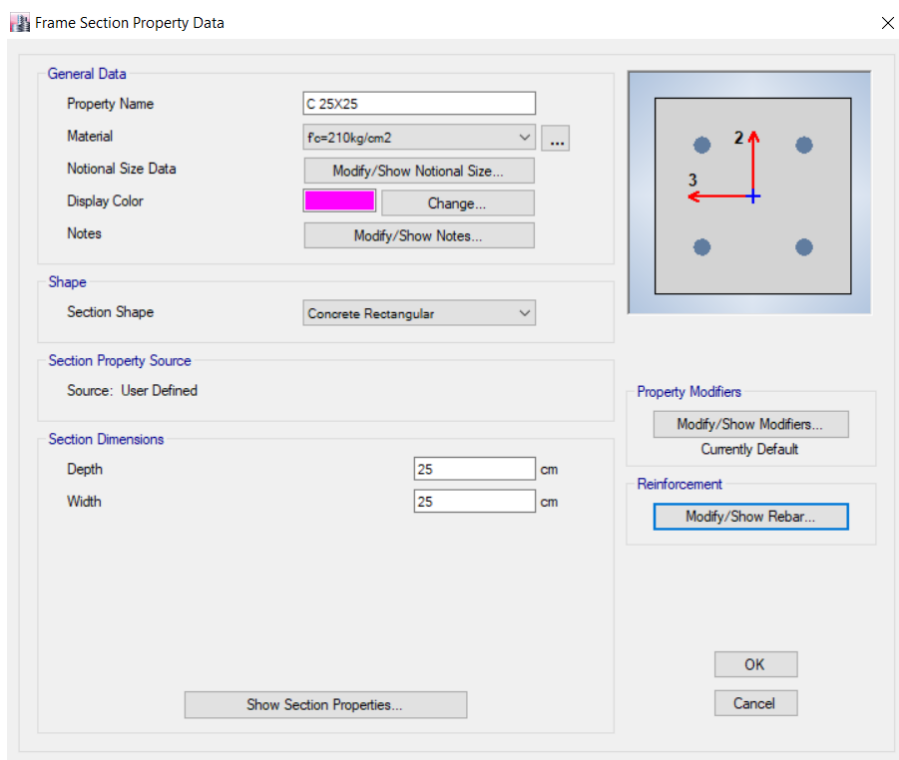 Frame Section Property Data
General Data
Property Name C 25X25
Material f'c=210kg/cm2 ...
Notional Size Data Modify/Show Notional Size...
Display Color Change...
Notes Modify/Show Notes...
Shape
Section Shape Concrete Rectangular
Section Property Source
Source: User Defined
Section Dimensions
Depth 25 cm
Width 25 cm
Show Section Properties...
2
3
Property Modifiers
Modify/Show Modifiers...
Currently Default
Reinforcement
Modify/Show Rebar...
OK
Cancel